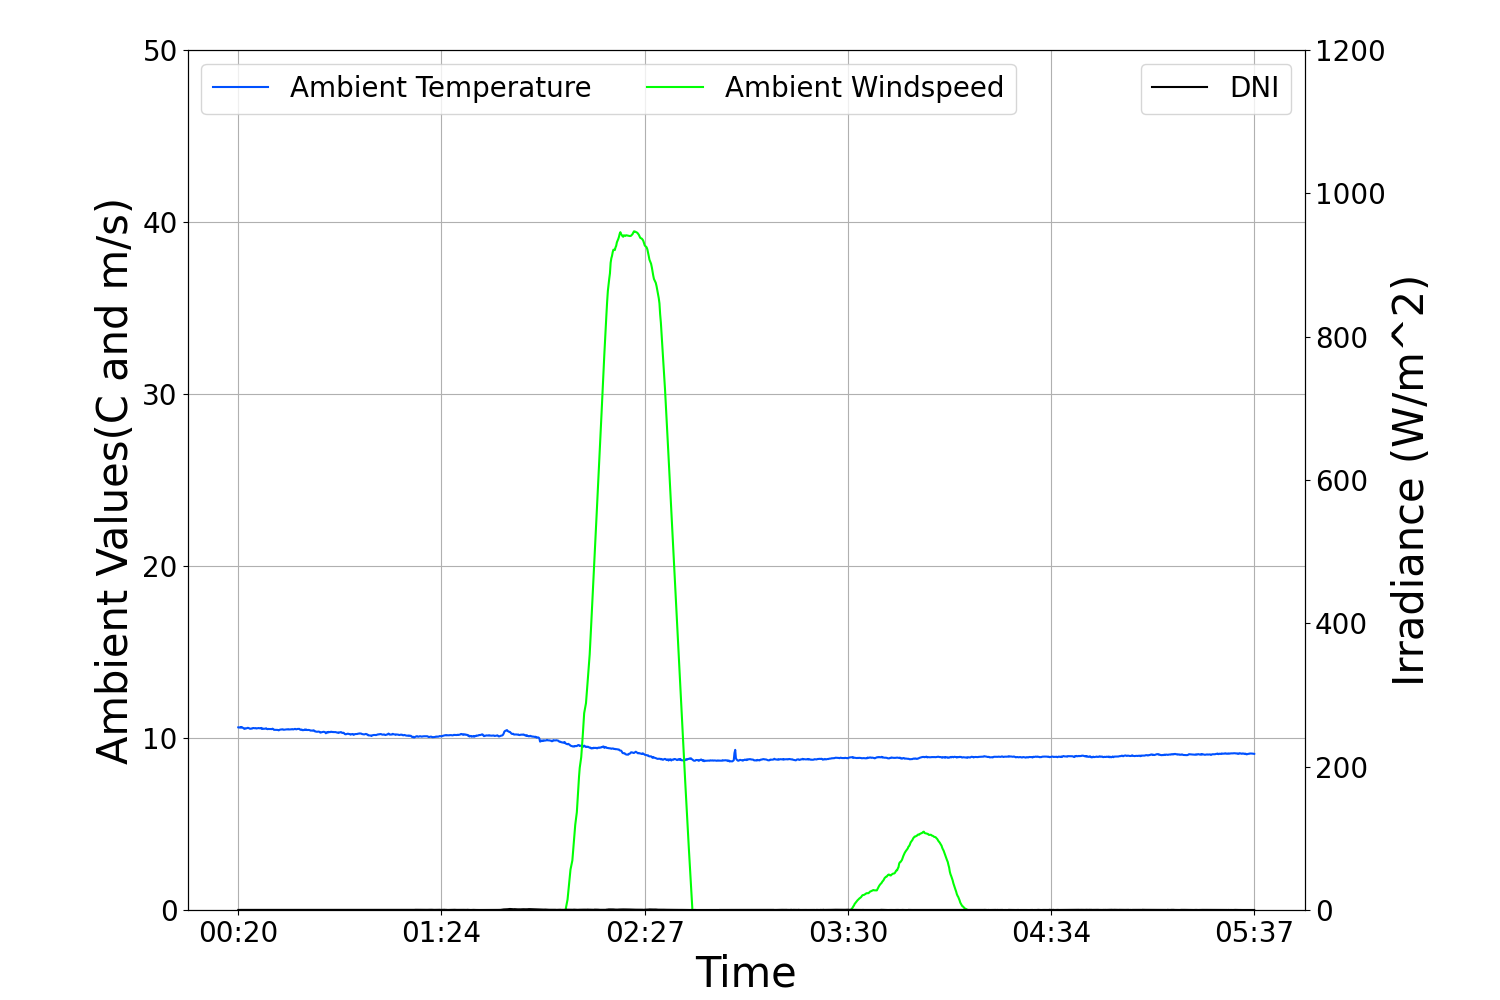 50
40
30
20
10
0
Ambient Values(C and m/s)
Ambient Temperature
Ambient Windspeed
DNI
1200
1000
800
600
400
200
0
Irradiance (W/m^2)
00:20 01:24 02:27 03:30 04:34 05:37
Time